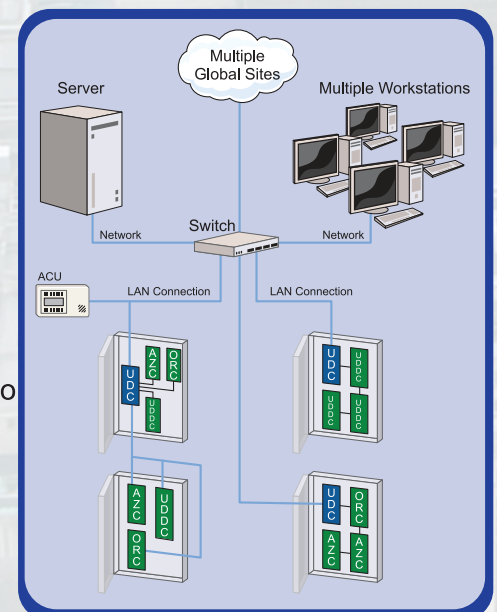 Multiple
Global Sites
Server
Multiple Workstations
Switch
Network
Network
ACU
LAN Connection
LAN Connection
UDC
AZC
ORC
UDDC
UDC
UDDC
UDDC
UDDC
o
AZC
UDDC
ORC
UDC
ORC
AZC
AZC